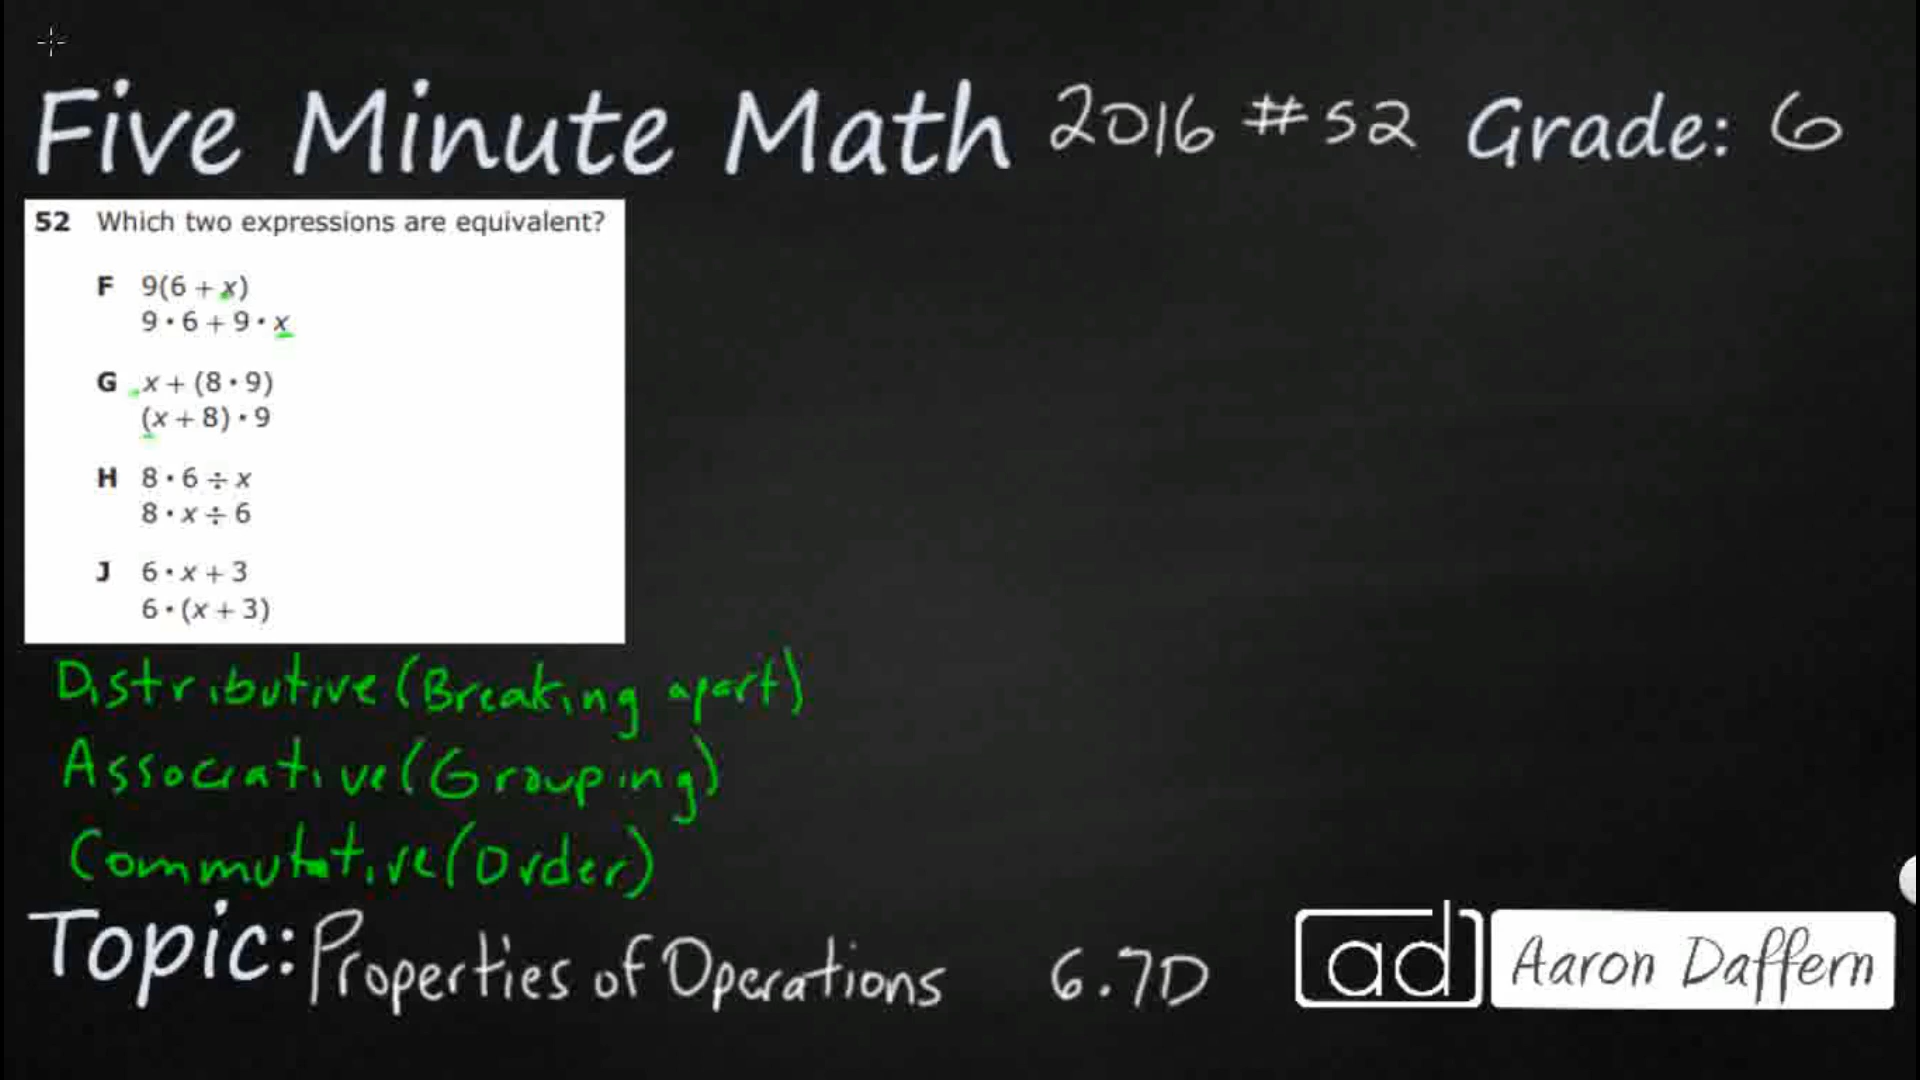 Five Minute Math 2016 #52 Grade: 6
52 Which two expressions are equivalent?
F 9(6 + x)
9 · 6 + 9 · x
G x + (8 · 9)
(x + 8) · 9
H 8 · 6 ÷ x
8 · x ÷ 6
J 6 · x + 3
6 · (x + 3)
Distributive (Breaking apart)
Associative (Grouping)
Commutative (Order)
Topic: Properties of Operations 6.7D
ad Aaron Daffern